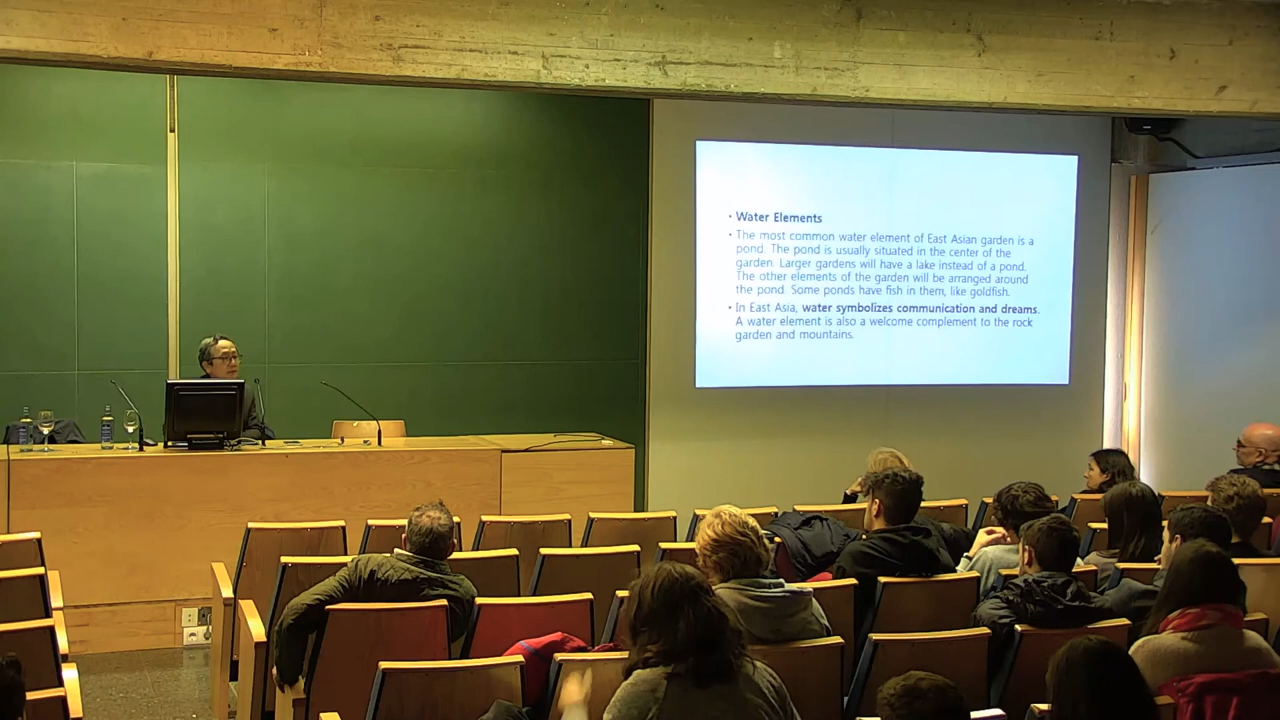 • Water Elements
• The most common water element of East Asian garden is a
pond. The pond is usually situated in the center of the
garden. Larger gardens will have a lake instead of a pond.
The other elements of the garden will be arranged around
the pond. Some ponds have fish in them, like goldfish.
• In East Asia, water symbolizes communication and dreams.
A water element is also a welcome complement to the rock
garden and mountains.